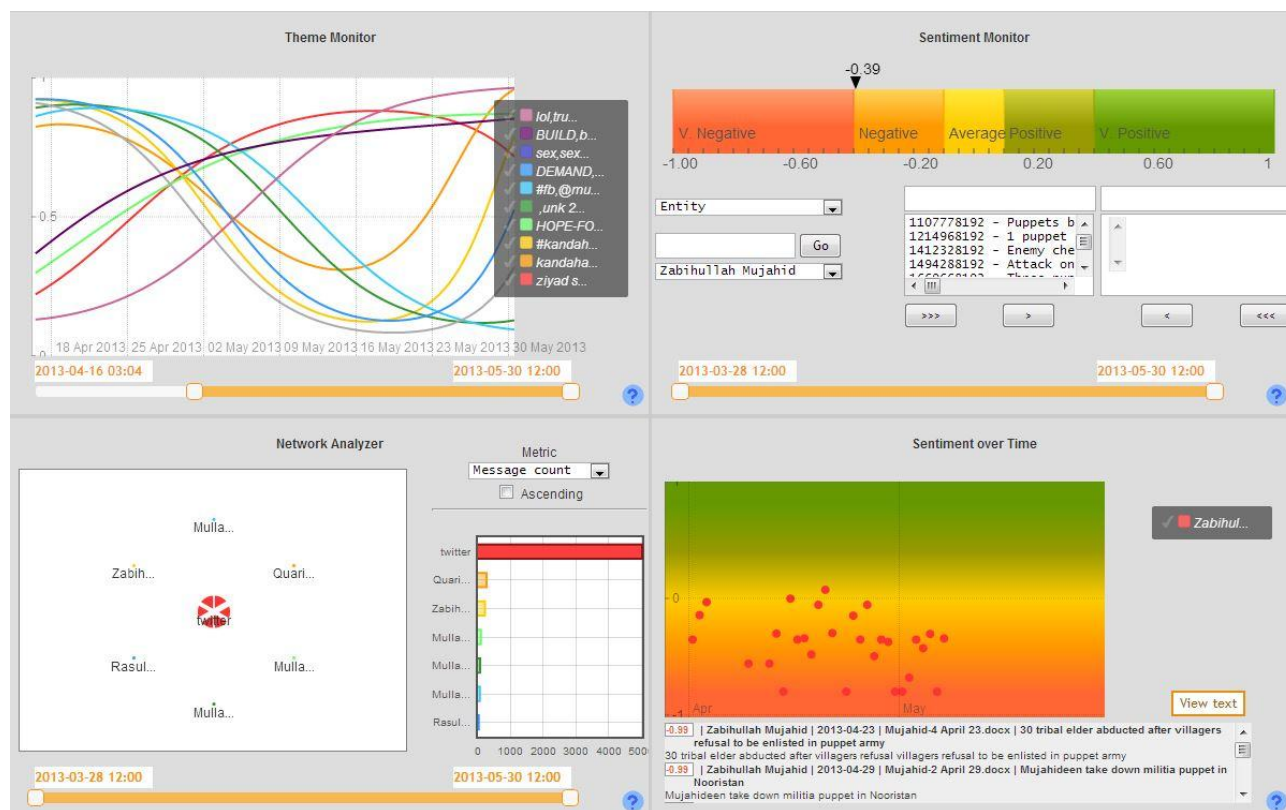 Theme Monitor
1
0.5
0
lol,tru...
BUILD,b...
sex,sex...
DEMAND,...
#fb,@mu...
,unk 2...
HOPE-FO...
#kandah...
kandaha...
ziyad s...
18 Apr 2013 25 Apr 2013 02 May 2013 09 May 2013 16 May 2013 23 May 2013 30 May 2013
2013-04-16 03:04 2013-05-30 12:00
?
Sentiment Monitor
-0.39
V. Negative Negative Average Positive V. Positive
-1.00 -0.60 -0.20 0.20 0.60 1
Entity
Go
Zabihullah Mujahid
1107778192 - Puppets b
1214968192 - 1 puppet
1412328192 - Enemy che
1494288192 - Attack on
>>> > < <<<
2013-03-28 12:00 2013-05-30 12:00
?
Network Analyzer
Mulla...
Zabih... Quari...
twitter
Rasul... Mulla...
Mulla...
Metric
Message count
Ascending
twitter
Quari...
Zabih...
Mulla...
Mulla...
Mulla...
Rasul...
0 1000 2000 3000 4000 500
2013-03-28 12:00 2013-05-30 12:00
?
Sentiment over Time
0
-1
Apr May
Zabihul...
View text
-0.99 | Zabihullah Mujahid | 2013-04-23 | Mujahid-4 April 23.docx | 30 tribal elder abducted after villagers
refusal to be enlisted in puppet army
30 tribal elder abducted after villagers refusal villagers refusal to be enlisted in puppet army
-0.99 | Zabihullah Mujahid | 2013-04-29 | Mujahid-2 April 29.docx | Mujahideen take down militia puppet in
Nooristan
Mujahideen take down militia puppet in Nooristan
?